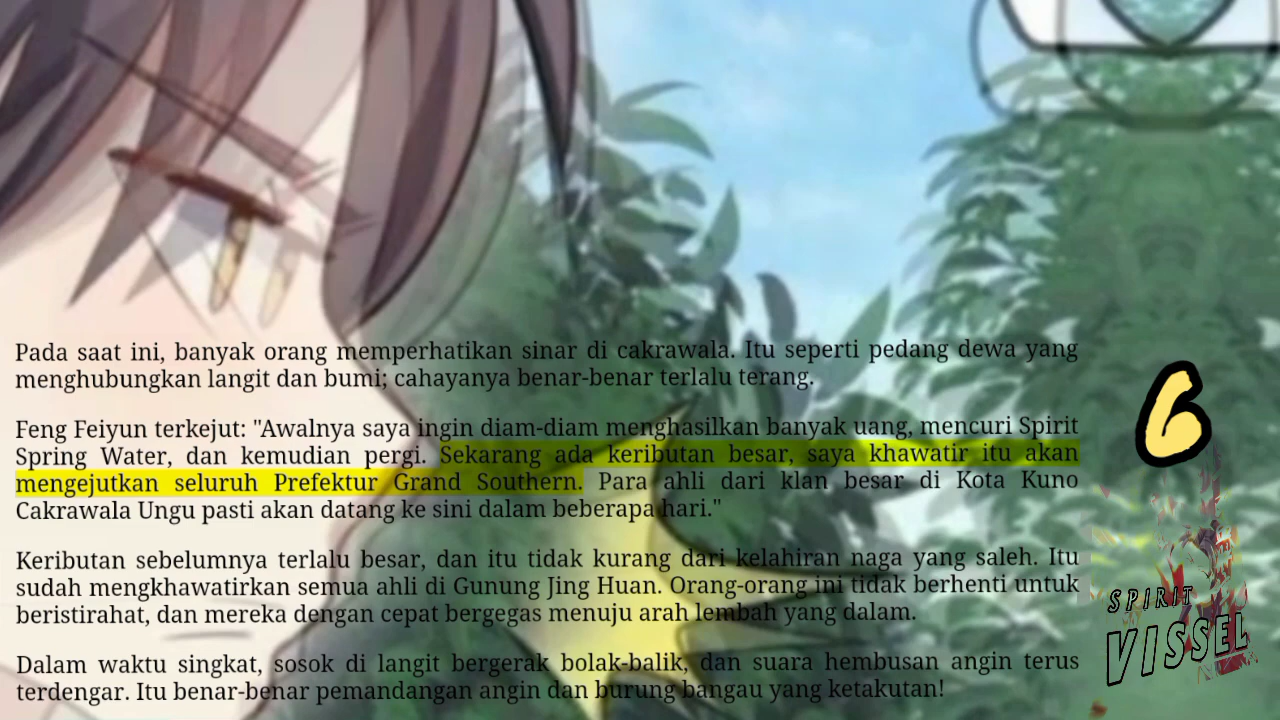 Pada saat ini, banyak orang memperhatikan sinar di cakrawala. Itu seperti pedang dewa yang
menghubungkan langit dan bumi; cahayanya benar-benar terlalu terang.
Feng Feiyun terkejut: "Awalnya saya ingin diam-diam menghasilkan banyak uang, mencuri Spirit
Spring Water, dan kemudian pergi. Sekarang ada keributan besar, saya khawatir itu akan
mengejutkan seluruh Prefektur Grand Southern. Para ahli dari klan besar di Kota Kuno
Cakrawala Ungu pasti akan datang ke sini dalam beberapa hari."
Keributan sebelumnya terlalu besar, dan itu tidak kurang dari kelahiran naga yang saleh. Itu
sudah mengkhawatirkan semua ahli di Gunung Jing Huan. Orang-orang ini tidak berhenti untuk
beristirahat, dan mereka dengan cepat bergegas menuju arah lembah yang dalam.
Dalam waktu singkat, sosok di langit bergerak bolak-balik, dan suara hembusan angin terus
terdengar. Itu benar-benar pemandangan angin dan burung bangau yang ketakutan!
6
SPIRIT
VISSEL